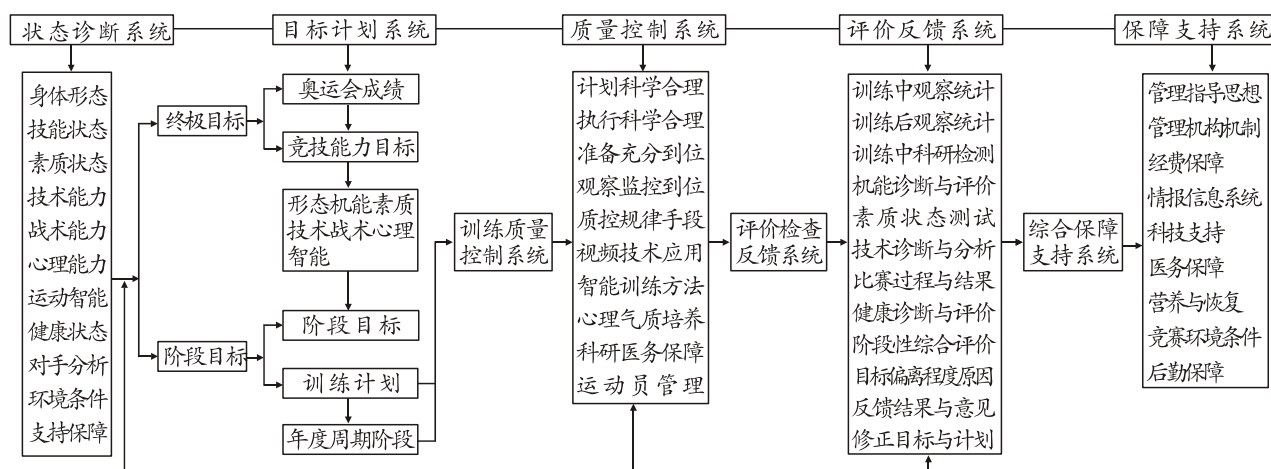 状态诊断系统
目标计划系统
质量控制系统
评价反馈系统
保障支持系统
身体形态
技能状态
素质状态
技术能力
战术能力
心理能力
运动智能
健康状态
对手分析
环境条件
支持保障
终极目标
阶段目标
奥运会成绩
竞技能力目标
形态机能素质
技术战术心理
智能
阶段目标
训练计划
年度周期阶段
训练质量
控制系统
计划科学合理
执行科学合理
准备充分到位
观察监控到位
质控规律手段
视频技术应用
智能训练方法
心理气质培养
科研医务保障
运动员管理
评价检查
反馈系统
训练中观察统计
训练后观察统计
训练中科研检测
机能诊断与评价
素质状态测试
技术诊断与分析
比赛过程与结果
健康诊断与评价
阶段性综合评价
目标偏离程度原因
反馈结果与意见
修正目标与计划
综合保障
支持系统
管理指导思想
管理机构机制
经费保障
情报信息系统
科技支持
医务保障
营养与恢复
竞赛环境条件
后勤保障